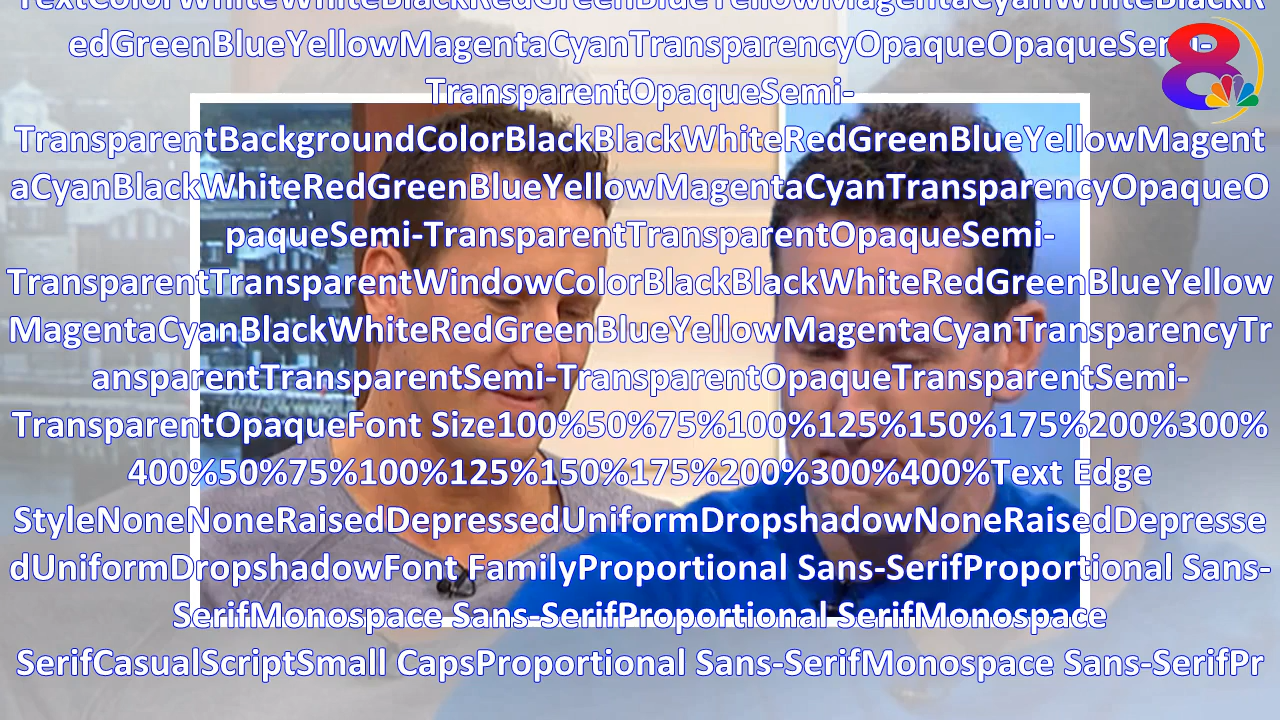 TextColorWhiteWhiteBlackRedGreenBlueYellowMagentaCyanWhiteBlackR
edGreenBlueYellowMagentaCyanTransparencyOpaqueOpaqueSemi-
TransparentOpaqueSemi-
TransparentBackgroundColorBlackBlackWhiteRedGreenBlueYellowMagent
aCyanBlackWhiteRedGreenBlueYellowMagentaCyanTransparencyOpaqueO
paqueSemi-TransparentTransparentOpaqueSemi-
TransparentTransparentWindowColorBlackBlackWhiteRedGreenBlueYellow
MagentaCyanBlackWhiteRedGreenBlueYellowMagentaCyanTransparencyTr
ansparentTransparentSemi-TransparentOpaqueTransparentSemi-
TransparentOpaqueFont Size100%50%75%100%125%150%175%200%300%
400%50%75%100%125%150%175%200%300%400%Text Edge
StyleNoneNoneRaisedDepressedUniformDropshadowNoneRaisedDepresse
dUniformDropshadowFont FamilyProportional Sans-SerifProportional Sans-
SerifMonospace Sans-SerifProportional SerifMonospace
SerifCasualScriptSmall CapsProportional Sans-SerifMonospace Sans-SerifPr
8